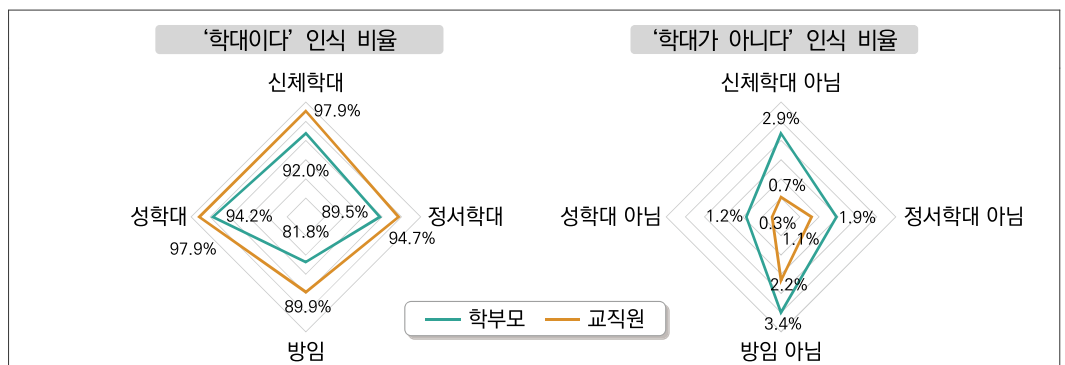 ‘학대이다’ 인식 비율
신체학대
97.9%
92.0%
성학대
94.2%
89.5%
정서학대
81.8%
94.7%
97.9%
89.9%
방임
‘학대가 아니다’ 인식 비율
신체학대 아님
2.9%
0.7%
성학대 아님
1.2%
0.3%
1.9%
정서학대 아님
1.1%
2.2%
3.4%
방임 아님
학부모
교직원